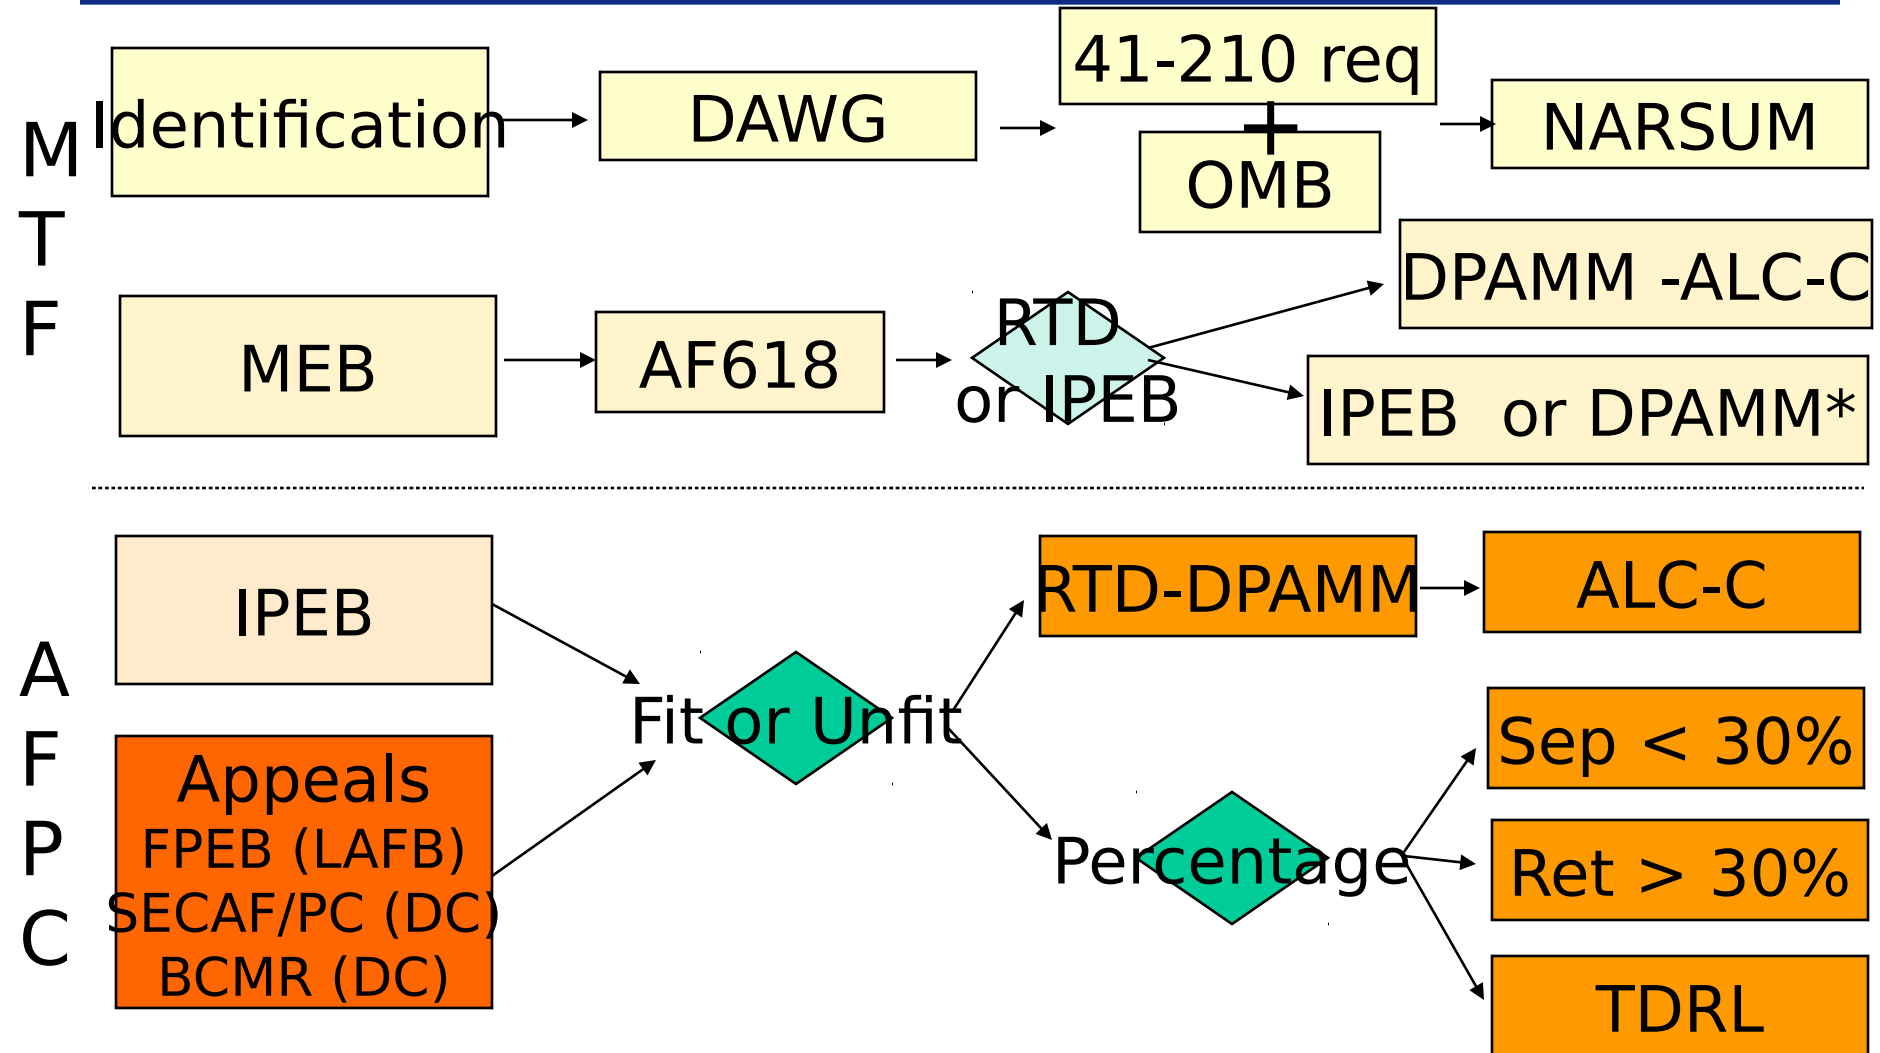 M
T
F
Identification
DAWG
41-210 req
+
OMB
NARSUM
MEB
AF618
RTD
or IPEB
DPAMM -ALC-C
IPEB  or DPAMM*
A
F
P
C
IPEB
Appeals
FPEB (LAFB)
SECAF/PC (DC)
BCMR (DC)
Fit or Unfit
RTD-DPAMM
ALC-C
Percentage
Sep < 30%
Ret > 30%
TDRL